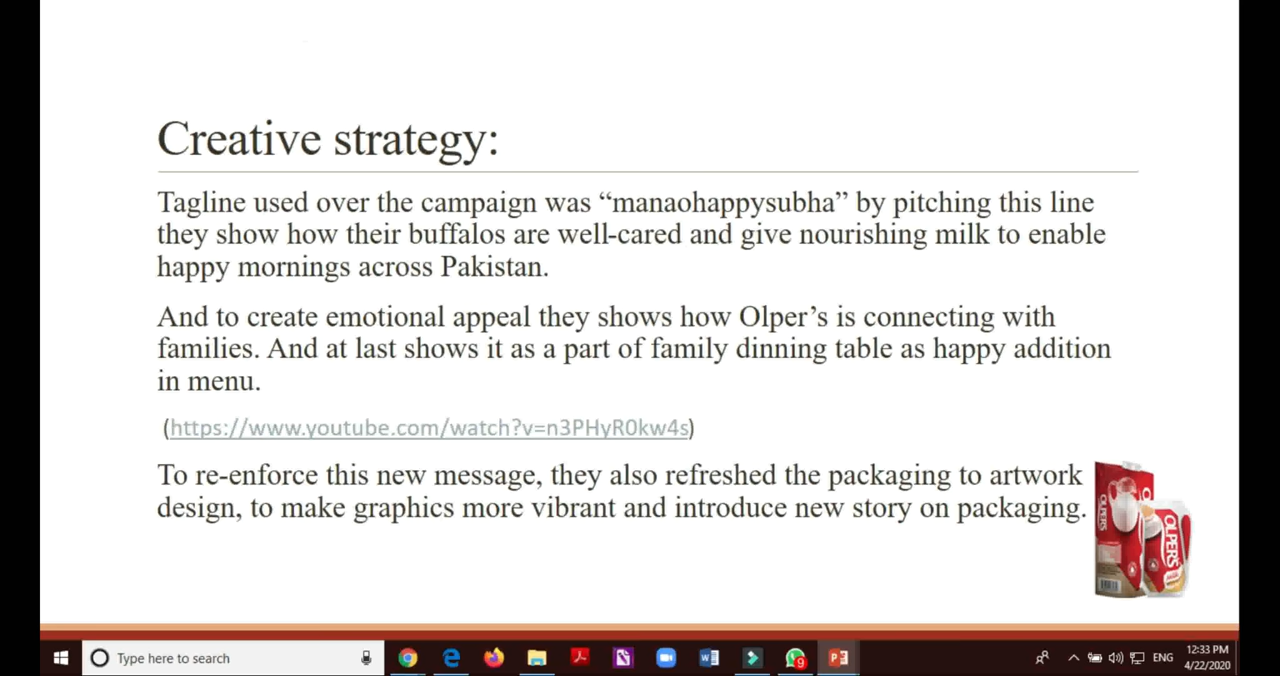 Creative strategy:
Tagline used over the campaign was “manaohappysubha” by pitching this line
they show how their buffalos are well-cared and give nourishing milk to enable
happy mornings across Pakistan.
And to create emotional appeal they shows how Olper’s is connecting with
families. And at last shows it as a part of family dinning table as happy addition
in menu.
(https://www.youtube.com/watch?v=n3PHyR0kw4s)
To re-enforce this new message, they also refreshed the packaging to artwork
design, to make graphics more vibrant and introduce new story on packaging.
OLPER'S
OLPER'S
Type here to search
9
ENG
12:33 PM
4/22/2020